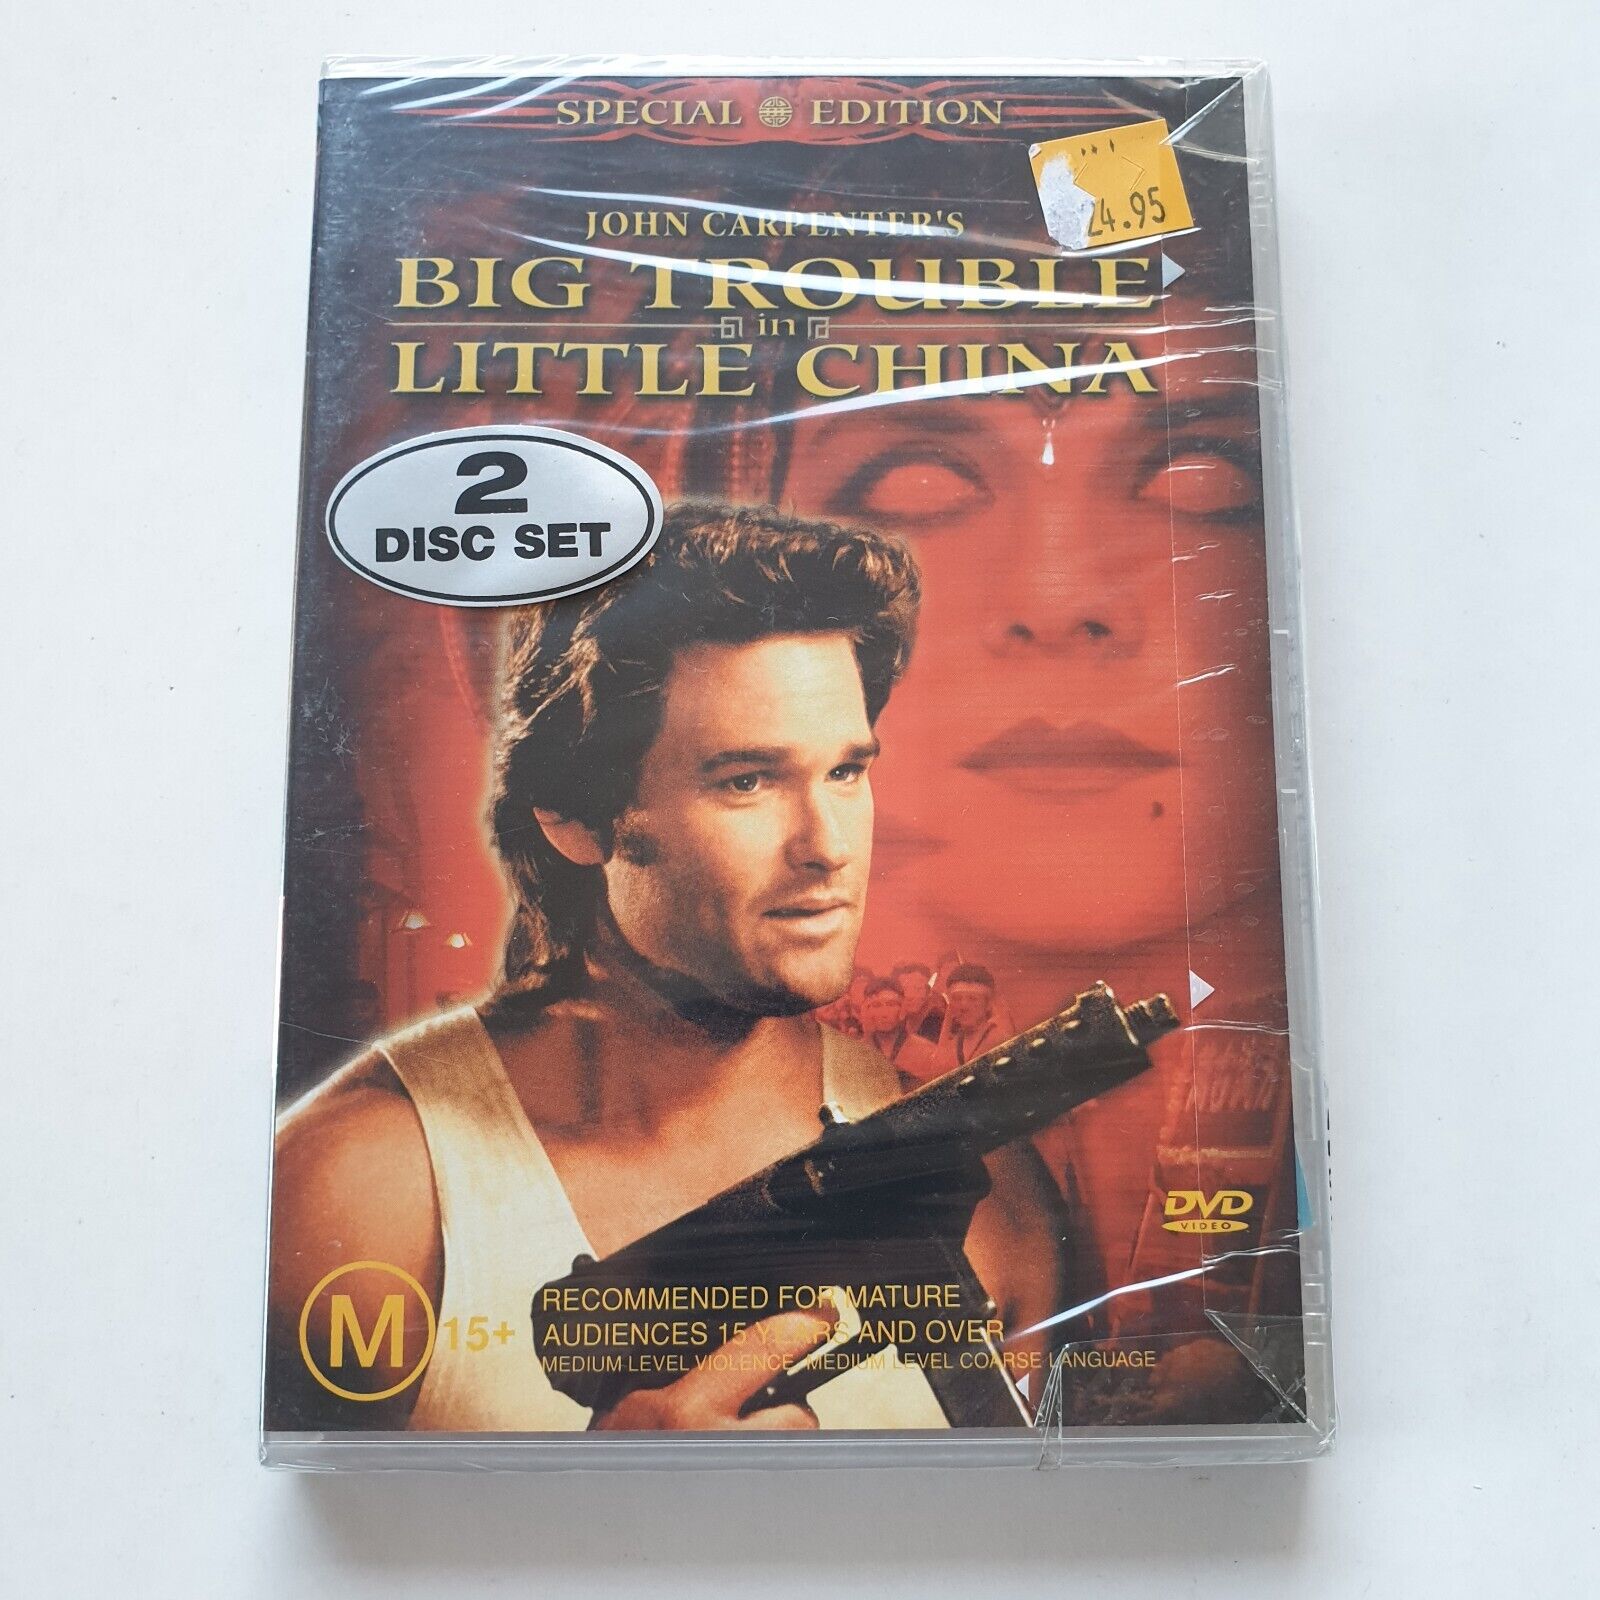 SPECIAL EDITION
24.95
JOHN CARPENTER'S
BIG TROUBLE
in
LITTLE CHINA
2
DISC SET
DVD
VIDEO
M 15+
RECOMMENDED FOR MATURE
AUDIENCES 15 YEARS AND OVER
MEDIUM LEVEL VIOLENCE, MEDIUM LEVEL COARSE LANGUAGE